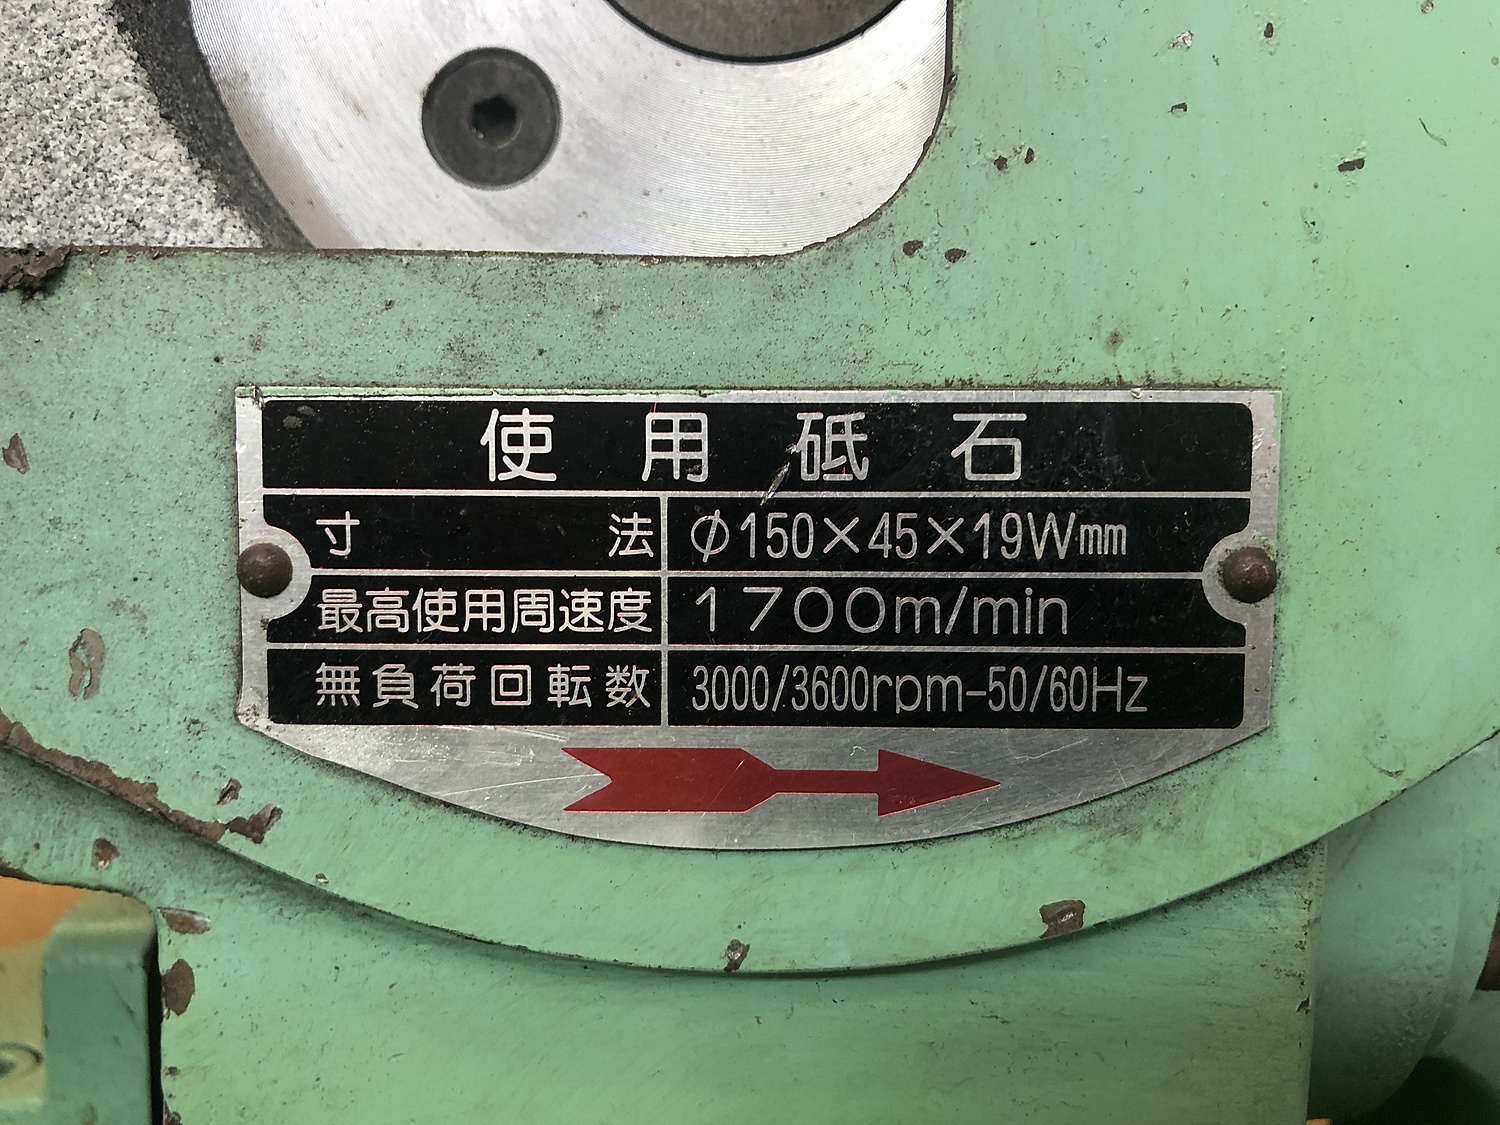 使用砥石
寸法 φ150×45×19Wmm
最高使用周速度 1700m/min
無負荷回転数 3000/3600rpm-50/60Hz